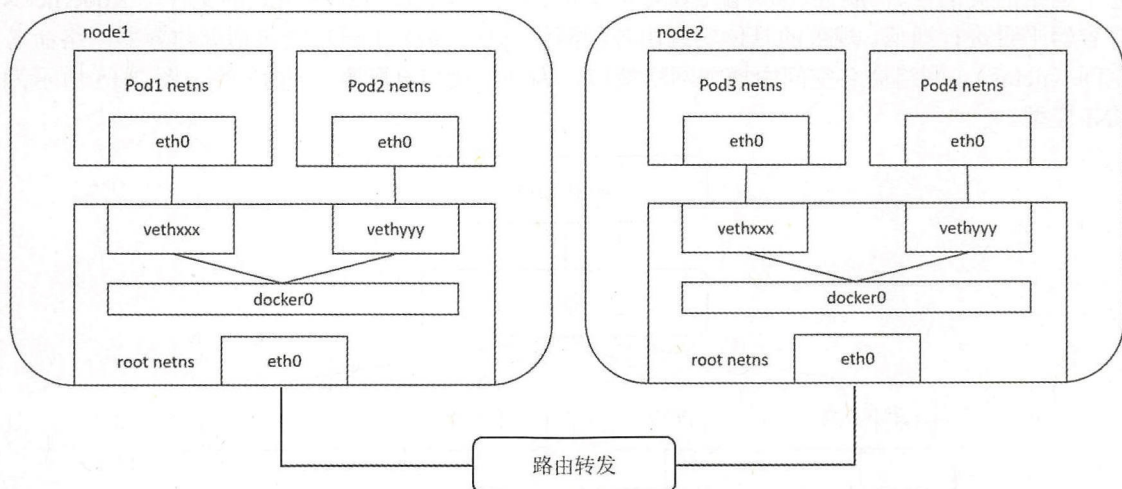 node1
node2
Pod1 netns
Pod2 netns
Pod3 netns
Pod4 netns
eth0
eth0
eth0
eth0
vethxxx
vethyyy
vethxxx
vethyyy
docker0
docker0
root netns
eth0
root netns
eth0
路由转发